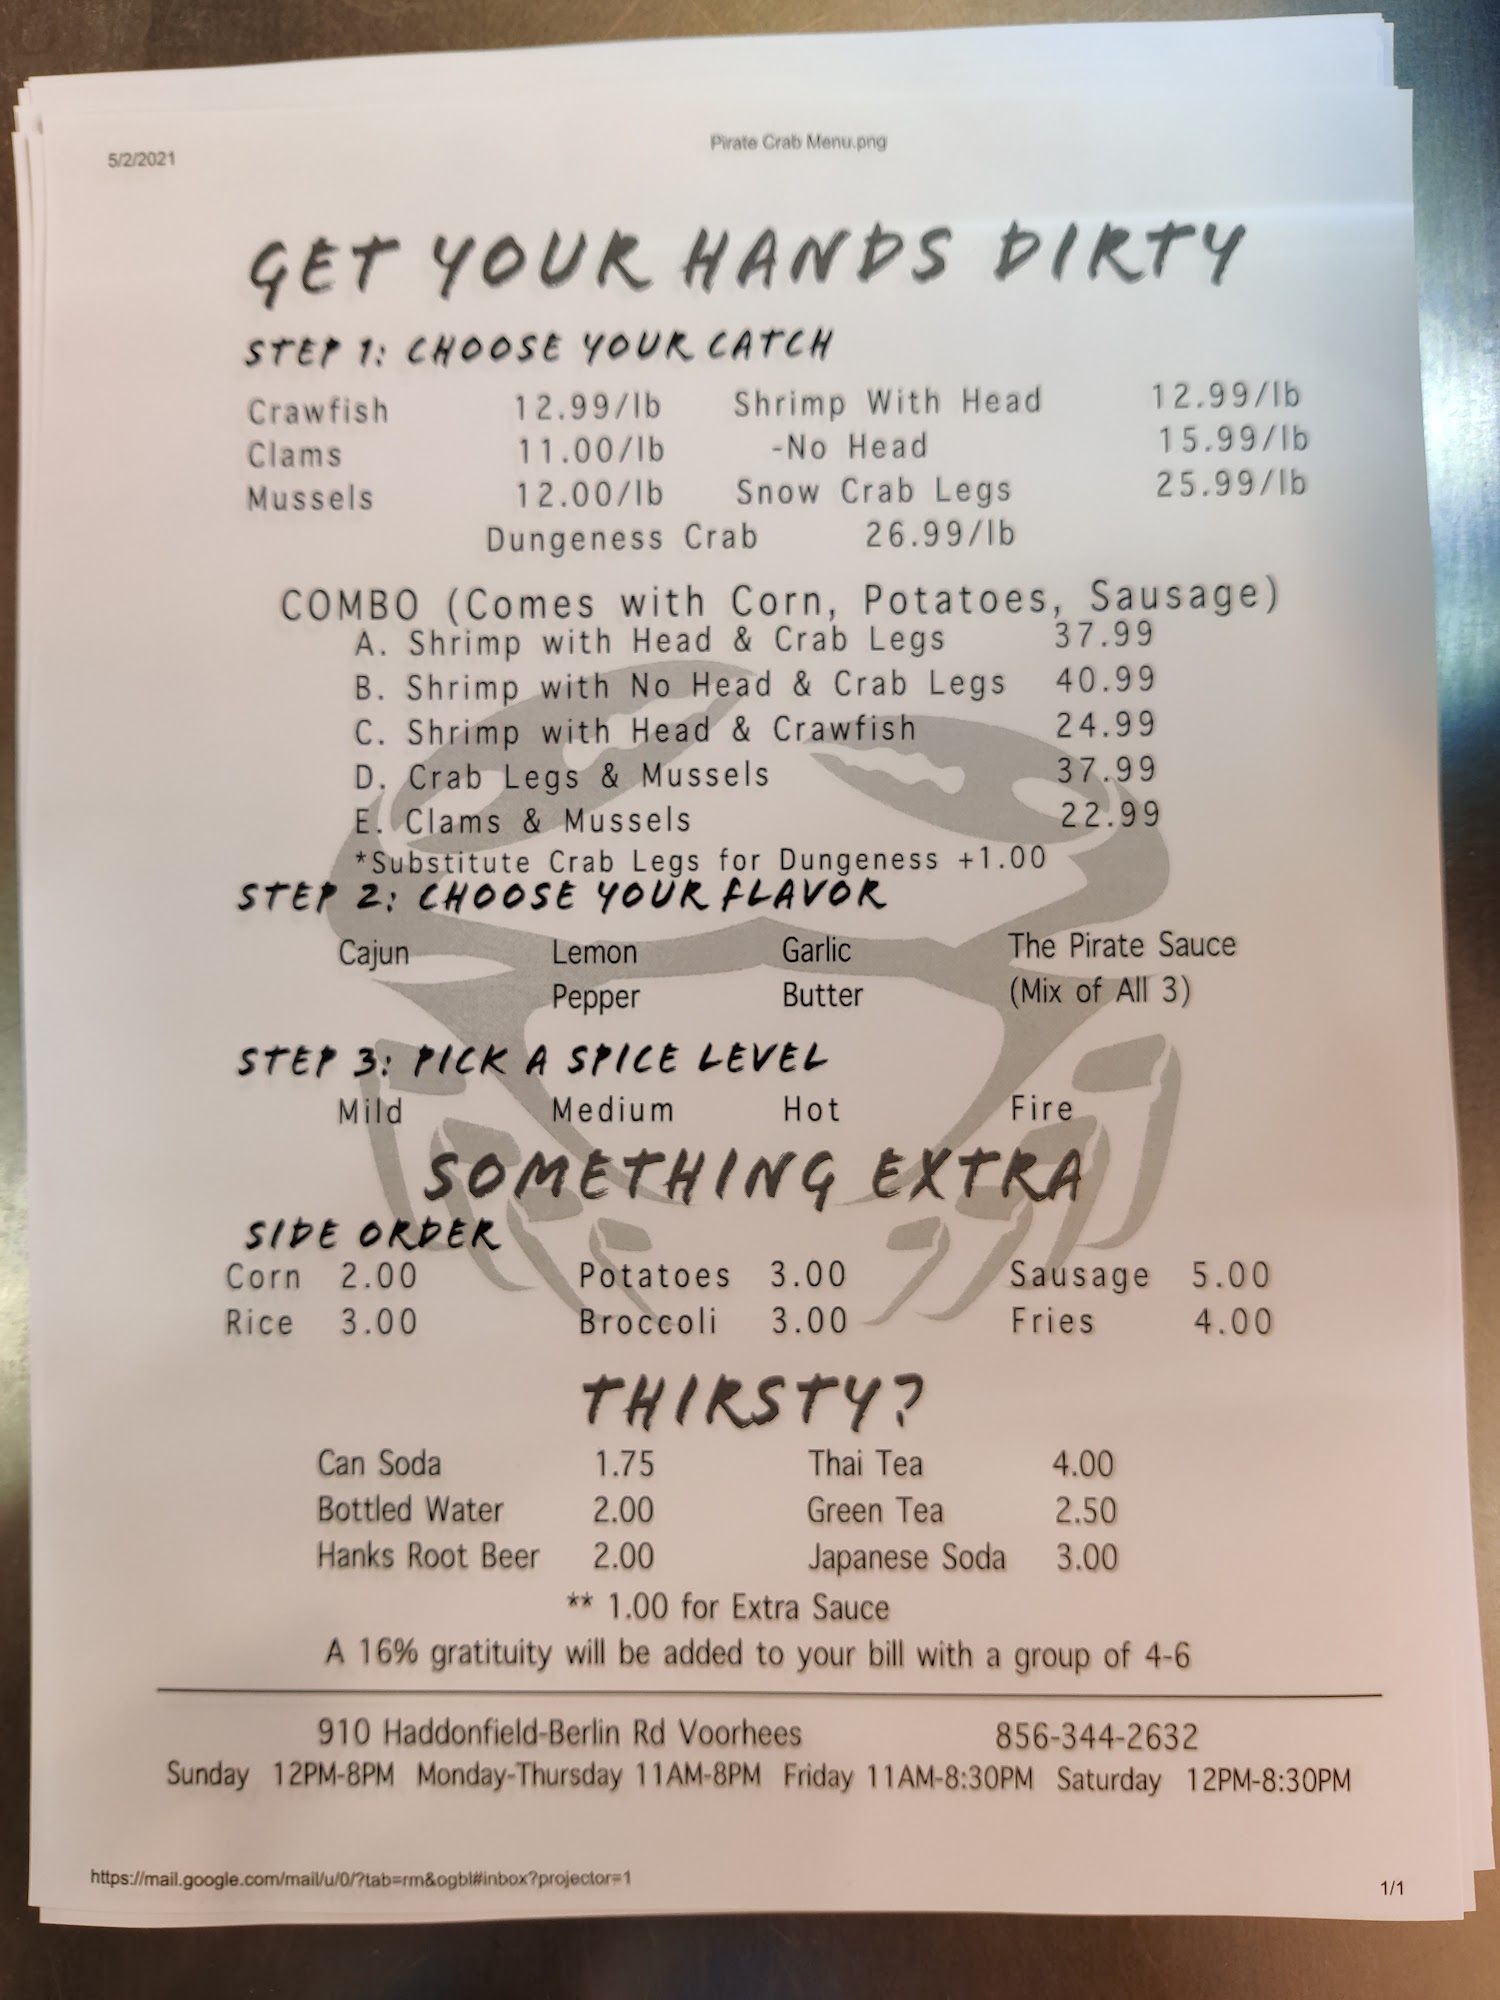 5/2/2021 Pirate Crab Menu.png
GET YOUR HANDS DIRTY
STEP 1: CHOOSE YOUR CATCH
Crawfish 12.99/lb Shrimp With Head 12.99/lb
Clams 11.00/lb -No Head 15.99/lb
Mussels 12.00/lb Snow Crab Legs 25.99/lb
Dungeness Crab 26.99/lb
COMBO (Comes with Corn, Potatoes, Sausage)
A. Shrimp with Head & Crab Legs 37.99
B. Shrimp with No Head & Crab Legs 40.99
C. Shrimp with Head & Crawfish 24.99
D. Crab Legs & Mussels 37.99
E. Clams & Mussels 22.99
*Substitute Crab Legs for Dungeness +1.00
STEP 2: CHOOSE YOUR FLAVOR
Cajun Lemon Garlic The Pirate Sauce
Pepper Butter (Mix of All 3)
STEP 3: PICK A SPICE LEVEL
Mild Medium Hot Fire
SOMETHING EXTRA
SIDE ORDER
Corn 2.00 Potatoes 3.00 Sausage 5.00
Rice 3.00 Broccoli 3.00 Fries 4.00
THIRSTY?
Can Soda 1.75 Thai Tea 4.00
Bottled Water 2.00 Green Tea 2.50
Hanks Root Beer 2.00 Japanese Soda 3.00
** 1.00 for Extra Sauce
A 16% gratituity will be added to your bill with a group of 4-6
910 Haddonfield-Berlin Rd Voorhees 856-344-2632
Sunday 12PM-8PM Monday-Thursday 11AM-8PM Friday 11AM-8:30PM Saturday 12PM-8:30PM
https://mail.google.com/mail/u/0/?tab=rm&ogbl#inbox?projector=1 1/1